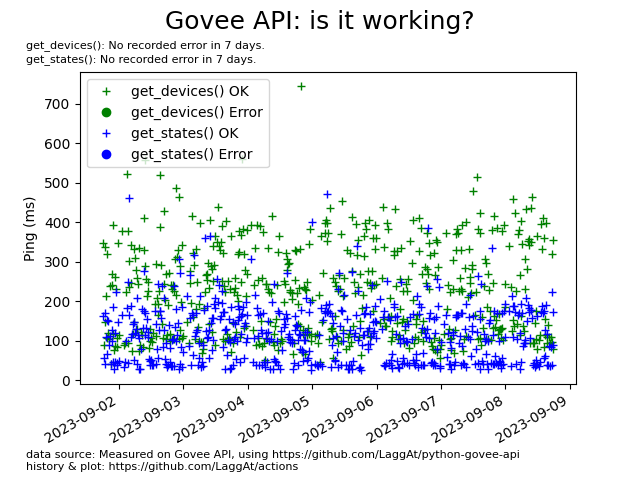 Govee API: is it working?
get_devices(): No recorded error in 7 days.
get_states(): No recorded error in 7 days.
get_devices() OK
get_devices() Error
get_states() OK
get_states() Error
Ping (ms)
700
600
500
400
300
200
100
0
2023-09-02
2023-09-03
2023-09-04
2023-09-05
2023-09-06
2023-09-07
2023-09-08
2023-09-09
data source: Measured on Govee API, using https://github.com/LaggAt/python-govee-api
history & plot: https://github.com/LaggAt/actions